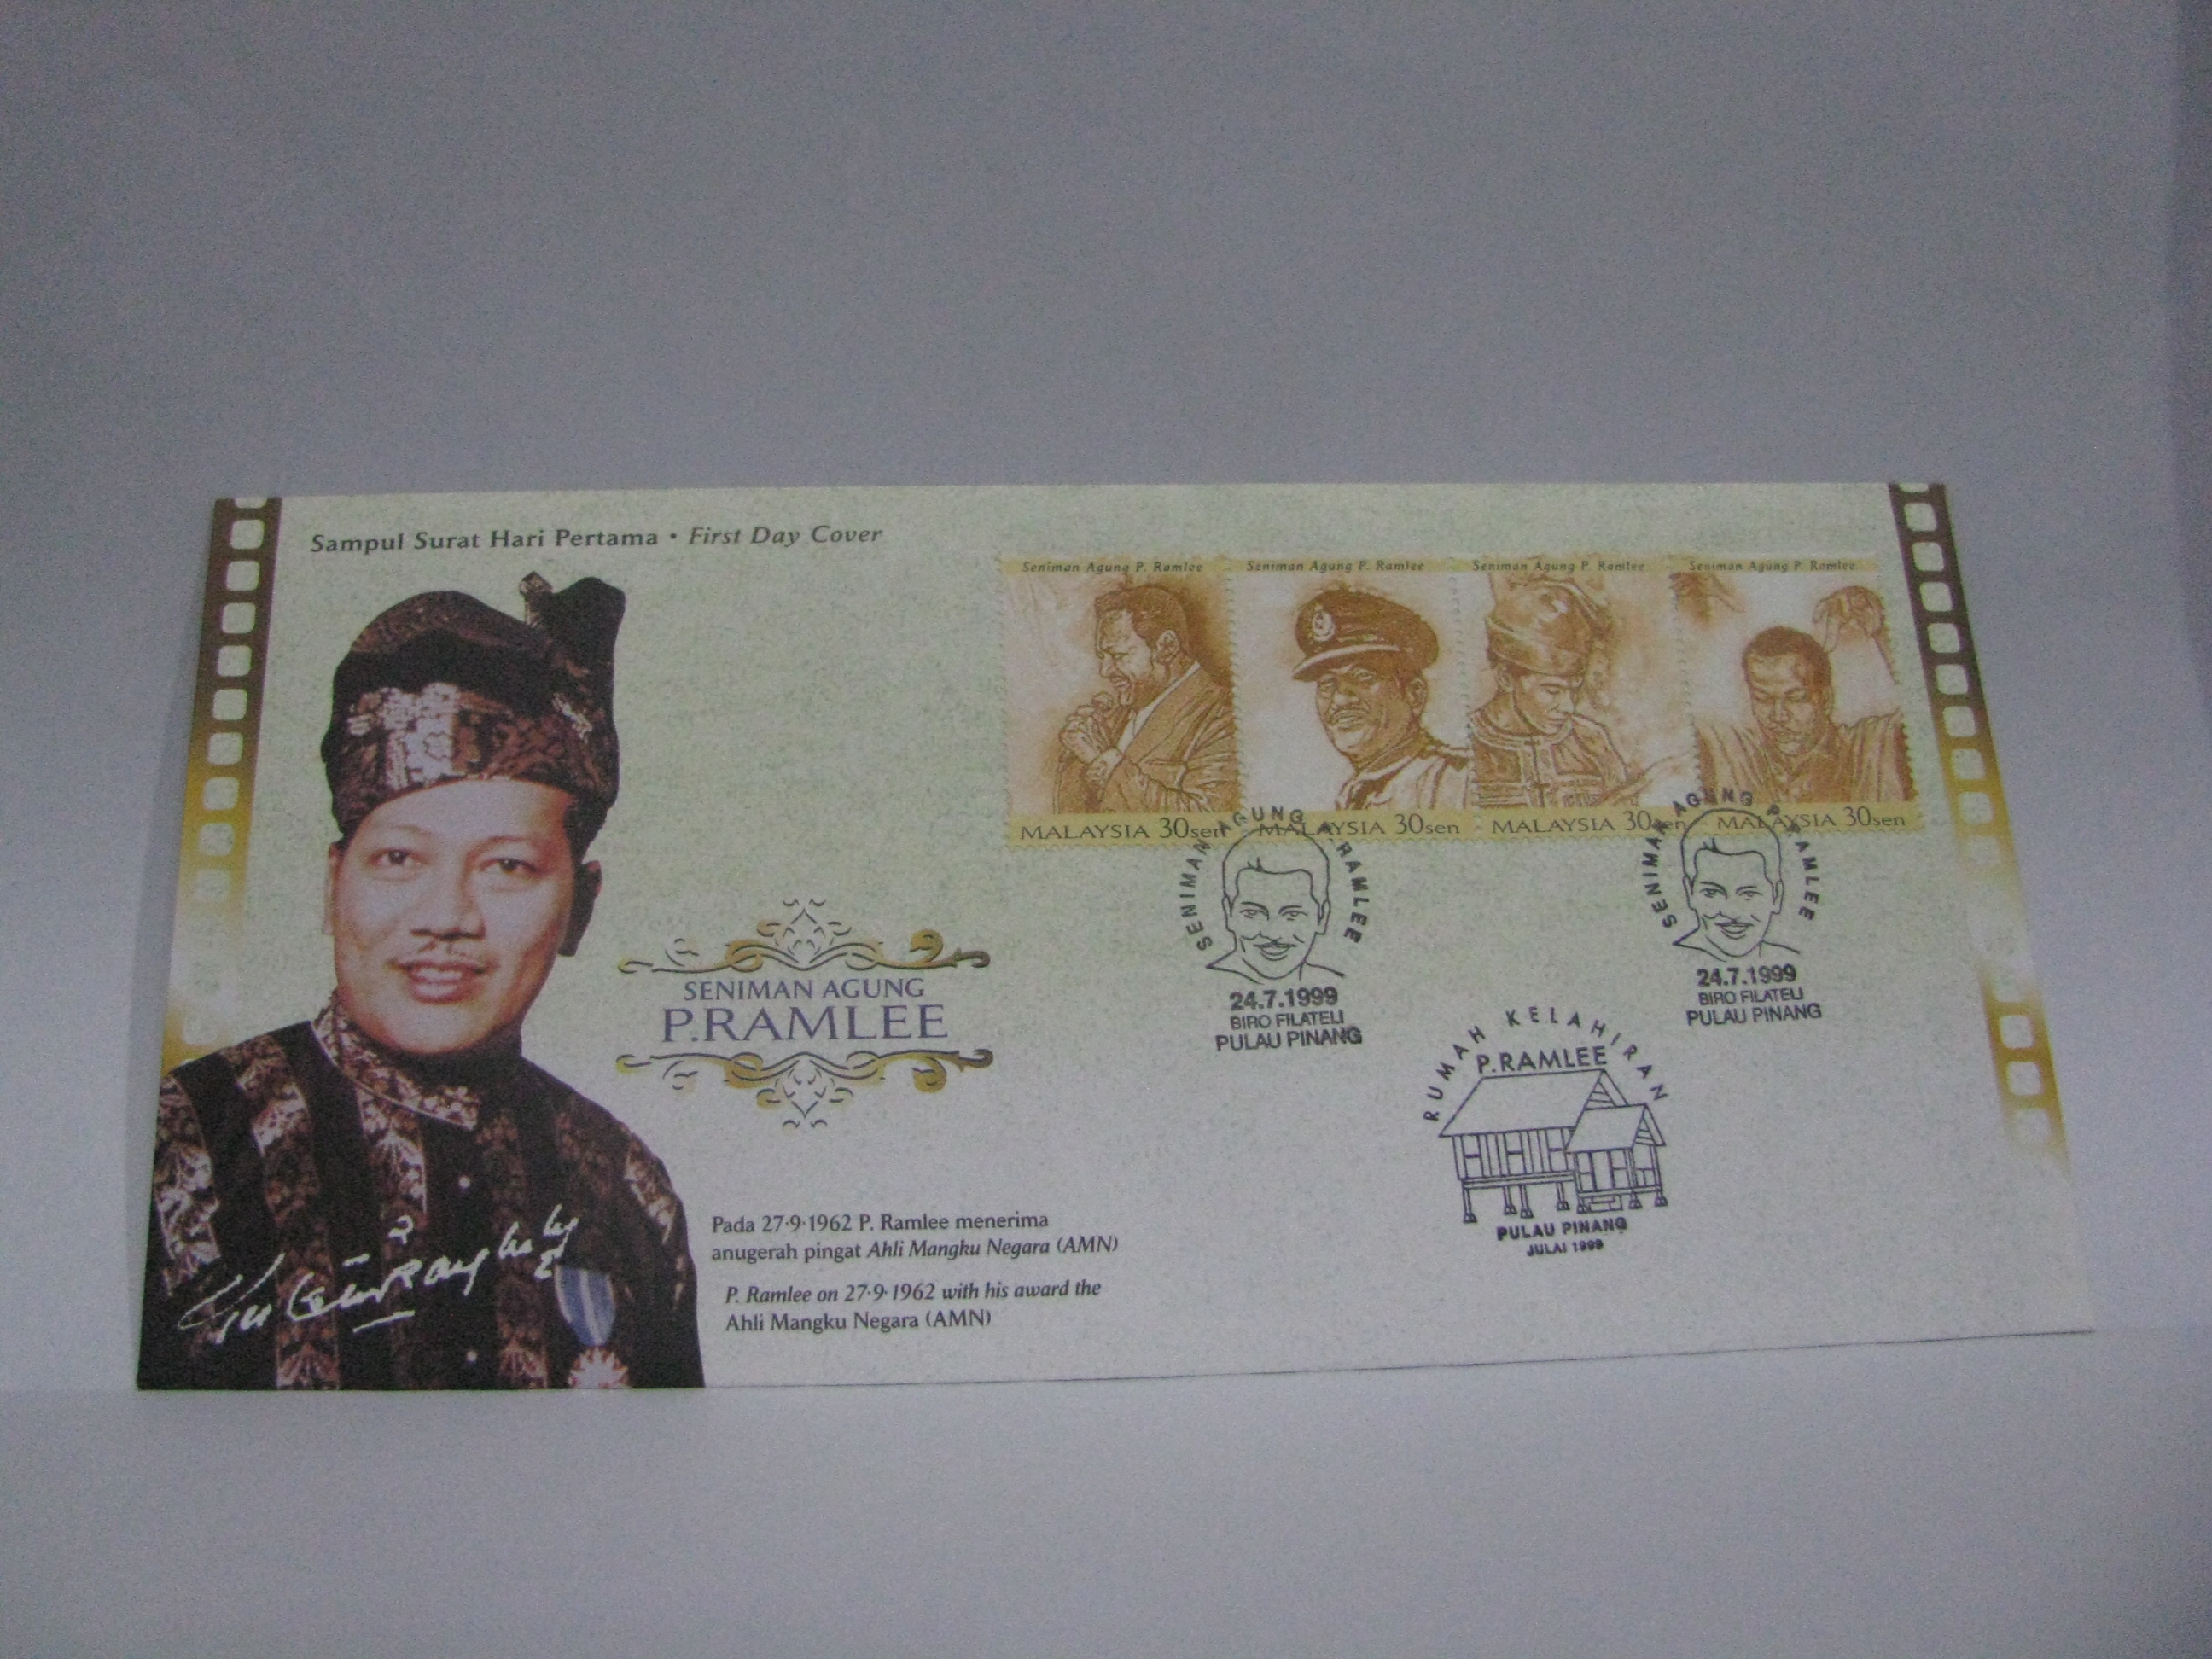 Sampul Surat Hari Pertama • First Day Cover
Seniman Agung P. Ramlee
Seniman Agung P. Ramlee
Seniman Agung P. Ramlee
Seniman Agung P. Ramlee
MALAYSIA 30sen
MALAYSIA 30sen
MALAYSIA 30sen
MALAYSIA 30sen
SENIMAN AGUNG P. RAMLEE
24.7.1999
BIRO FILATELI
PULAU PINANG
SENIMAN AGUNG P. RAMLEE
24.7.1999
BIRO FILATELI
PULAU PINANG
SENIMAN AGUNG
P.RAMLEE
RUMAH KELAHIRAN
P.RAMLEE
PULAU PINANG
JULAI 1999
Pada 27·9·1962 P. Ramlee menerima
anugerah pingat Ahli Mangku Negara (AMN)
P. Ramlee on 27·9·1962 with his award the
Ahli Mangku Negara (AMN)